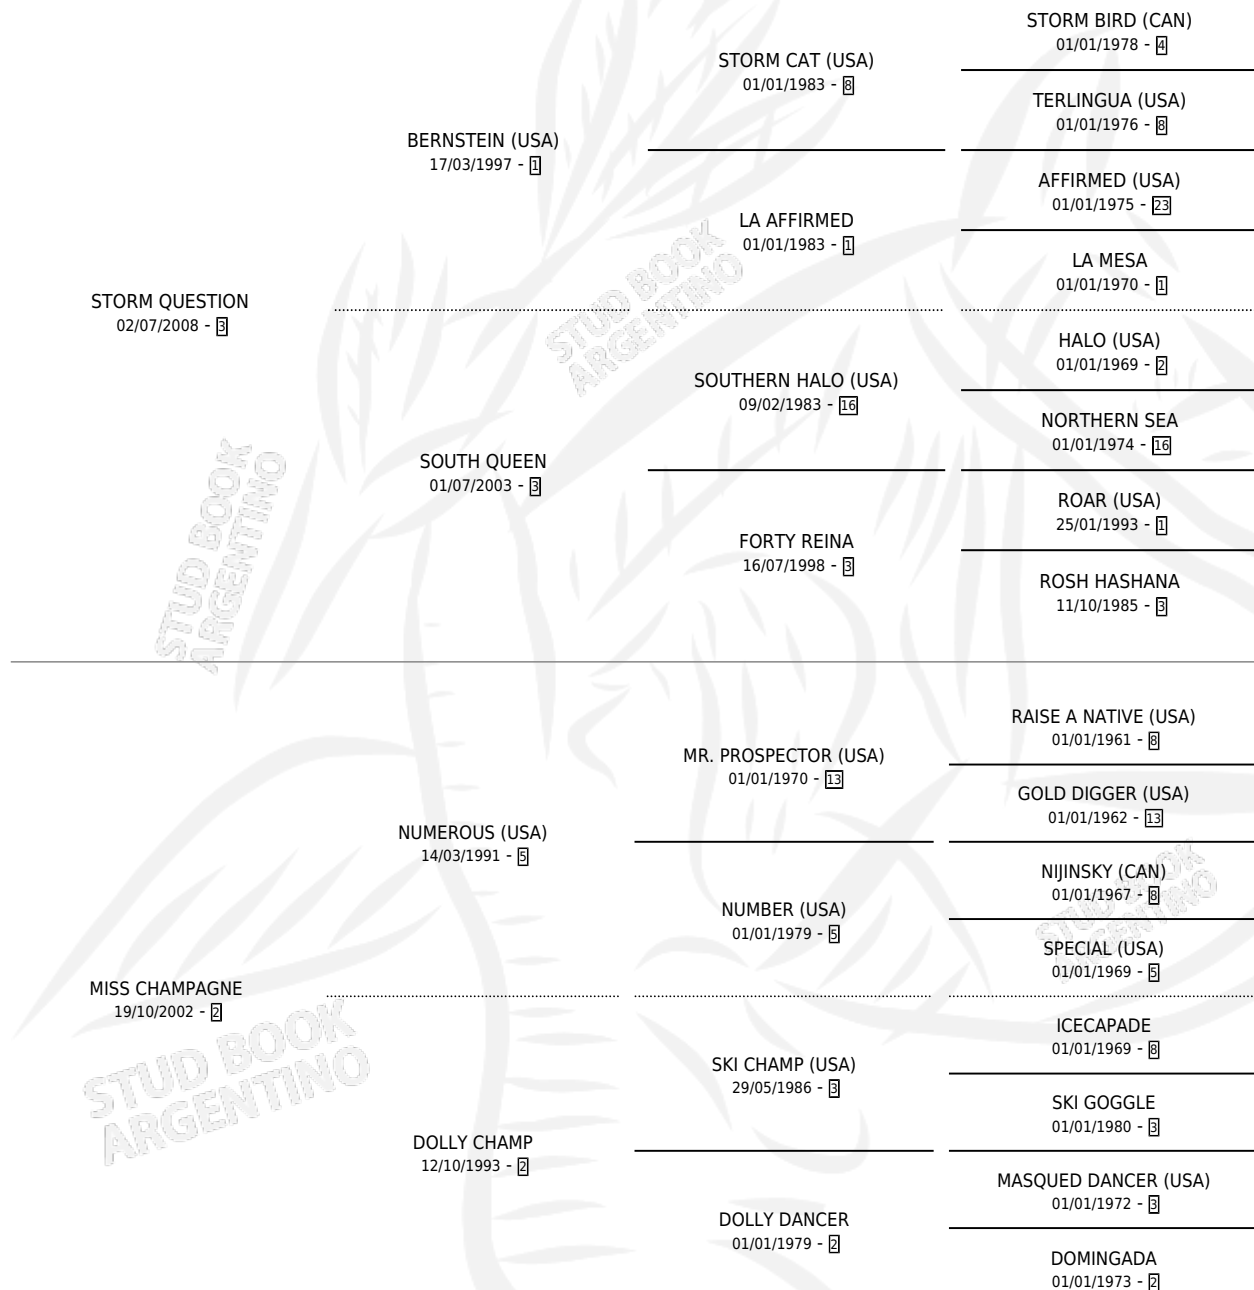 STORM BIRD (CAN)
01/01/1978 - 4
STORM CAT (USA)
01/01/1983 - 8
TERLINGUA (USA)
01/01/1976 - 8
BERNSTEIN (USA)
17/03/1997 - 1
AFFIRMED (USA)
01/01/1975 - 23
LA AFFIRMED
01/01/1983 - 1
LA MESA
01/01/1970 - 1
STORM QUESTION
02/07/2008 - 3
STUD BOOK
ARGENTINO
HALO (USA)
01/01/1969 - 2
SOUTHERN HALO (USA)
09/02/1983 - 16
NORTHERN SEA
01/01/1974 - 16
SOUTH QUEEN
01/07/2003 - 3
ROAR (USA)
25/01/1993 - 1
FORTY REINA
16/07/1998 - 3
ROSH HASHANA
11/10/1985 - 3
STUD BOOK
ARGENTINO
RAISE A NATIVE (USA)
01/01/1961 - 8
MR. PROSPECTOR (USA)
01/01/1970 - 13
GOLD DIGGER (USA)
01/01/1962 - 13
NUMEROUS (USA)
14/03/1991 - 5
NIJINSKY (CAN)
01/01/1967 - 8
NUMBER (USA)
01/01/1979 - 5
STUD BOOK
ARGENTINO
SPECIAL (USA)
01/01/1969 - 5
MISS CHAMPAGNE
19/10/2002 - 2
STUD BOOK
ARGENTINO
ICECAPADE
01/01/1969 - 8
SKI CHAMP (USA)
29/05/1986 - 3
SKI GOGGLE
01/01/1980 - 3
DOLLY CHAMP
12/10/1993 - 2
MASQUED DANCER (USA)
01/01/1972 - 3
DOLLY DANCER
01/01/1979 - 2
DOMINGADA
01/01/1973 - 2